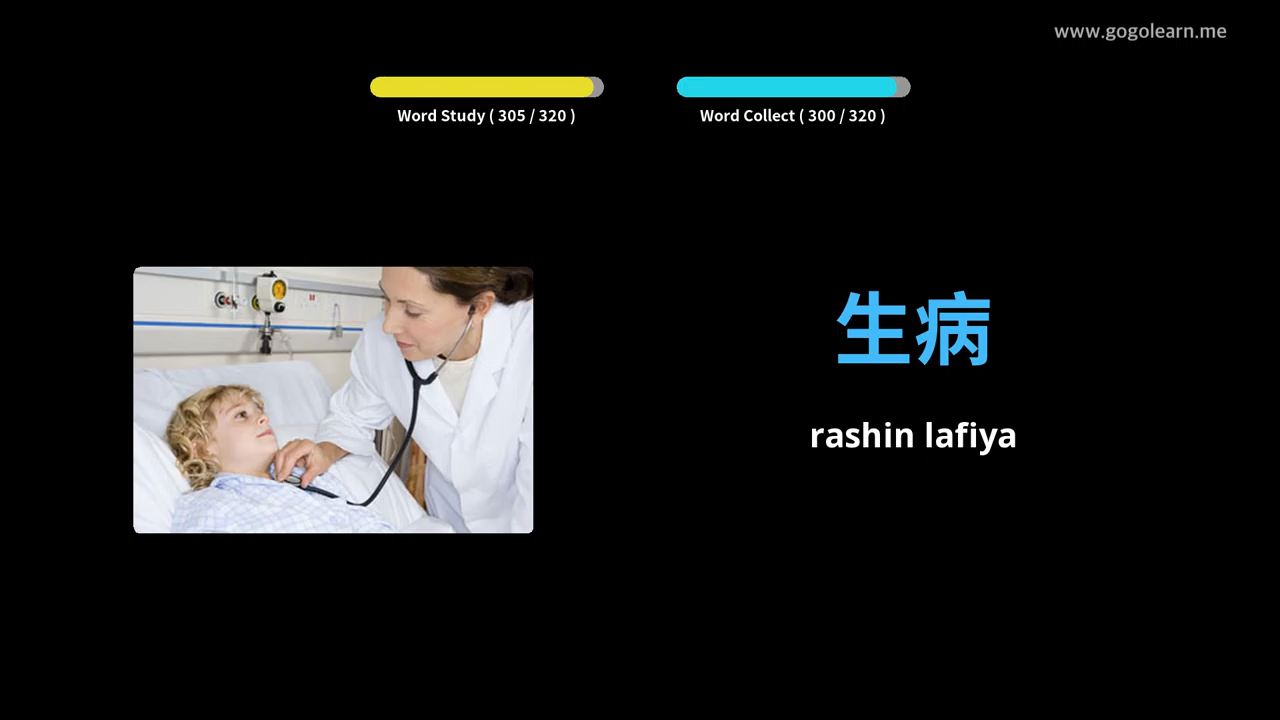 www.gogolearn.me
Word Study ( 305 / 320 )
Word Collect ( 300 / 320 )
生病
rashin lafiya